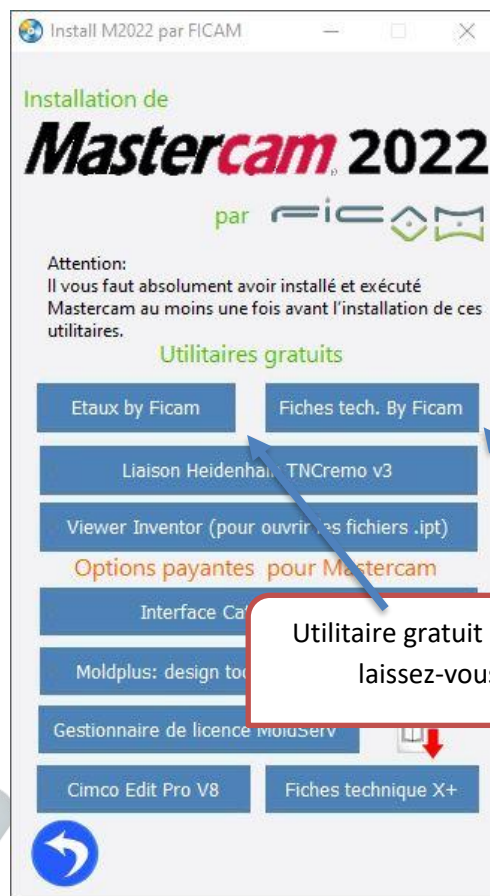 Install M2022 par FICAM
Installation de
Mastercam 2022
par FICAM
Attention:
Il vous faut absolument avoir installé et exécuté
Mastercam au moins une fois avant l'installation de ces
utilitaires.
Utilitaires gratuits
Etaux by Ficam
Fiches tech. By Ficam
Liaison Heidenhain TNCremo v3
Viewer Inventor (pour ouvrir les fichiers .ipt)
Options payantes pour Mastercam
Interface
Moldplus: design
Utilitaire gratuit
laissez-vous
Gestionnaire de licence MoldServ
Cimco Edit Pro V8
Fiches technique X+